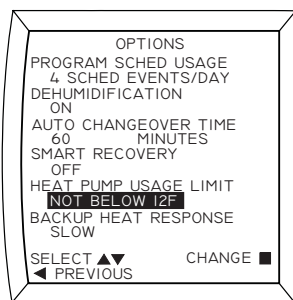 OPTIONS
PROGRAM SCHED USAGE
4 SCHED EVENTS/DAY
DEHUMIDIFICATION
ON
AUTO CHANGEOVER TIME
60 MINUTES
SMART RECOVERY
OFF
HEAT PUMP USAGE LIMIT
NOT BELOW 12F
BACKUP HEAT RESPONSE
SLOW
SELECT ▲▼ CHANGE ■
◀ PREVIOUS